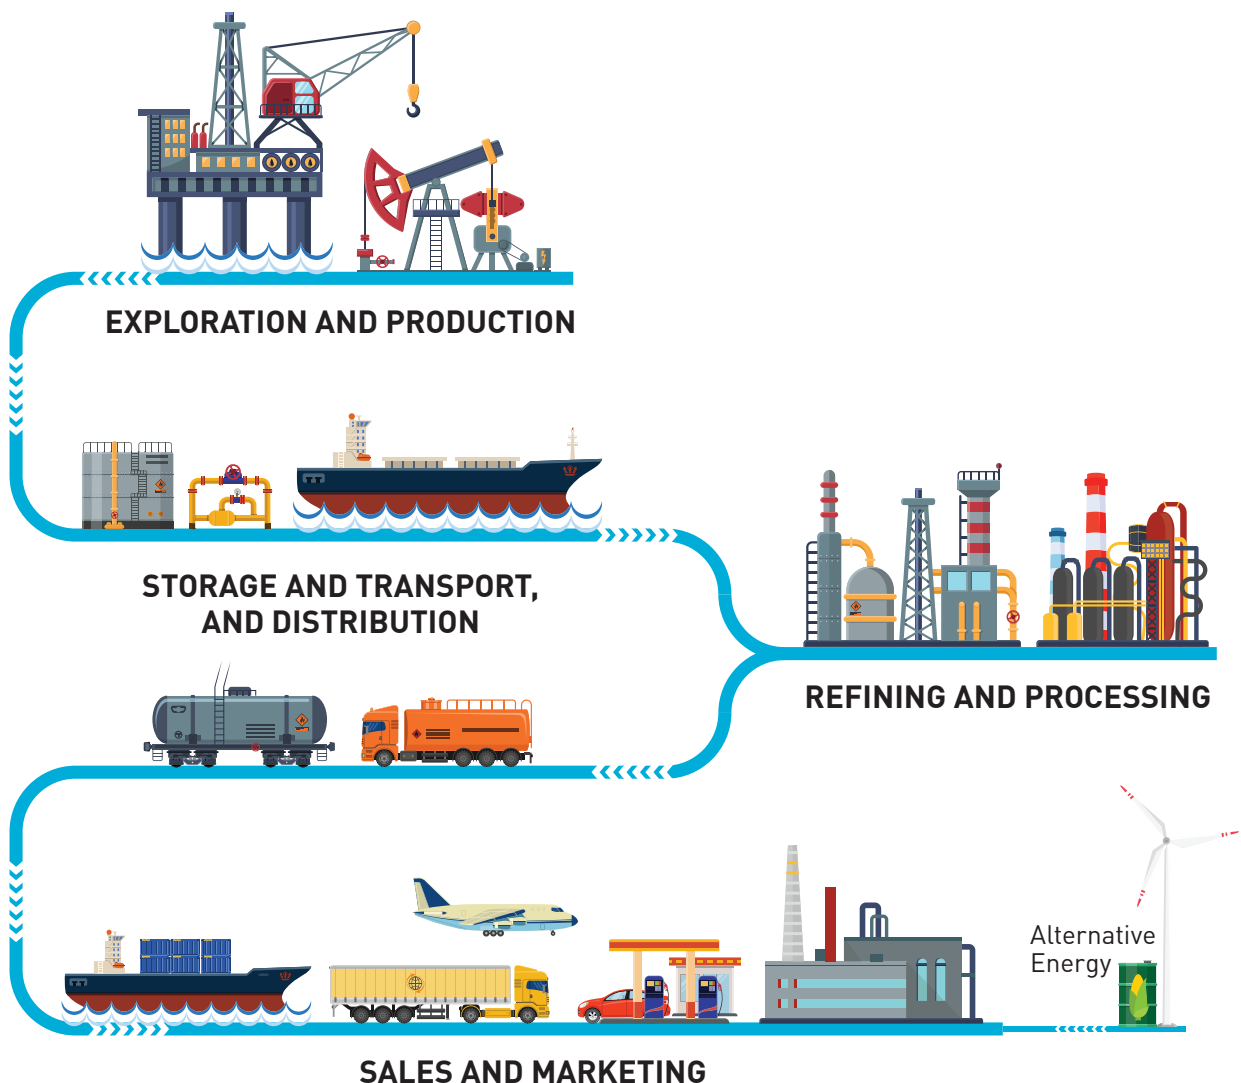 EXPLORATION AND PRODUCTION
STORAGE AND TRANSPORT,
AND DISTRIBUTION
REFINING AND PROCESSING
Alternative
Energy
SALES AND MARKETING